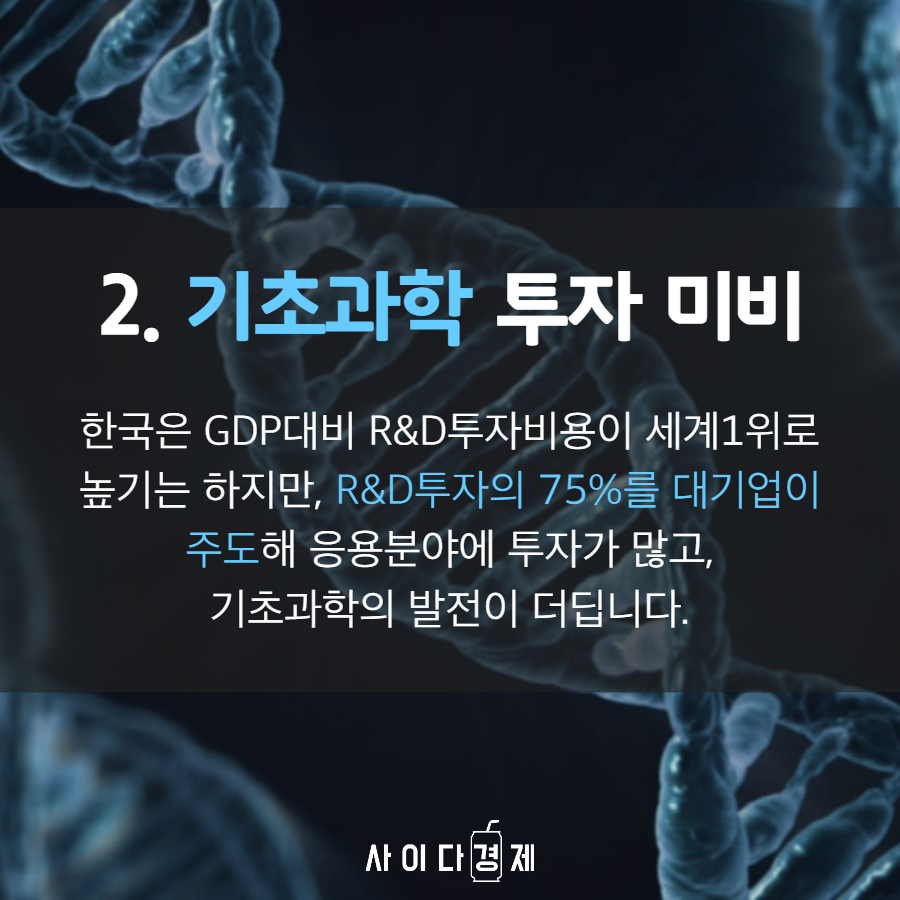 2. 기초과학 투자 미비
한국은 GDP대비 R&D투자비용이 세계1위로
높기는 하지만, R&D투자의 75%를 대기업이
주도해 응용분야에 투자가 많고,
기초과학의 발전이 더딥니다.
사이다경제